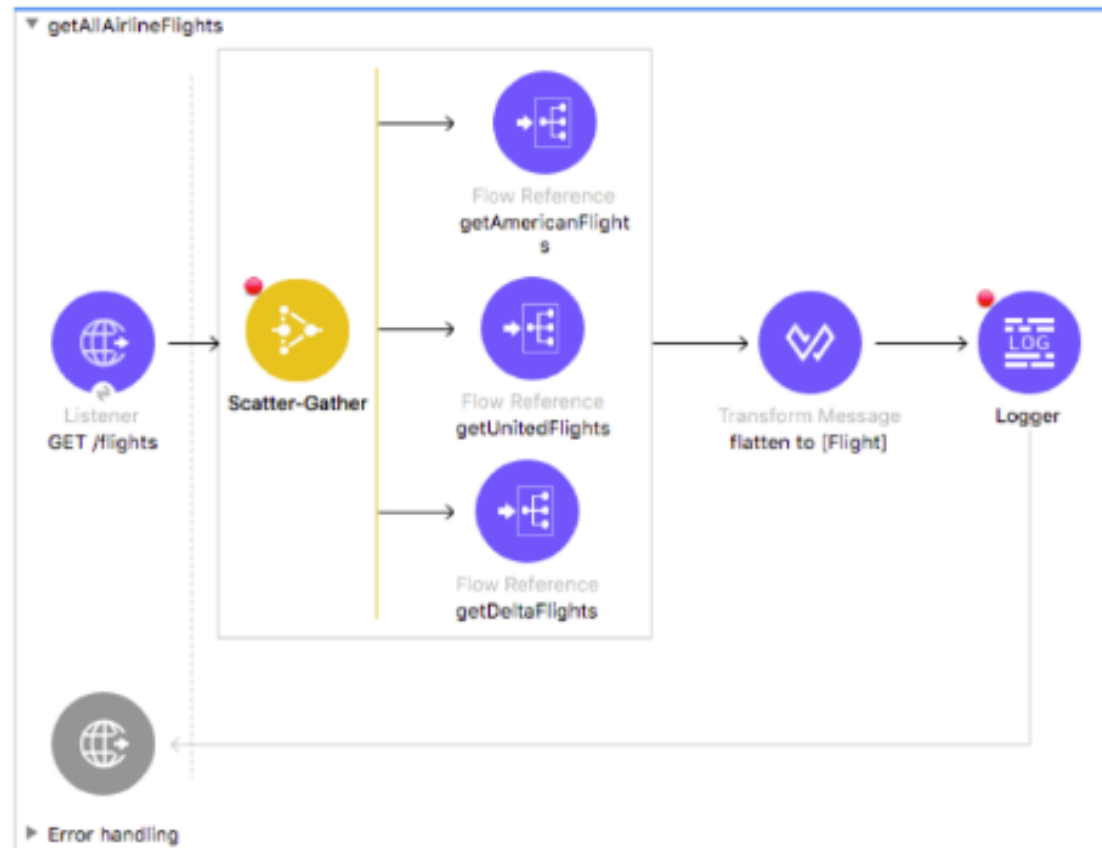 getAllAirlineFlights
Flow Reference
getAmericanFlight
s
Listener
GET /flights
Scatter-Gather
Flow Reference
getUnitedFlights
Transform Message
flatten to [Flight]
LOG
Logger
Flow Reference
getDeltaFlights
Error handling